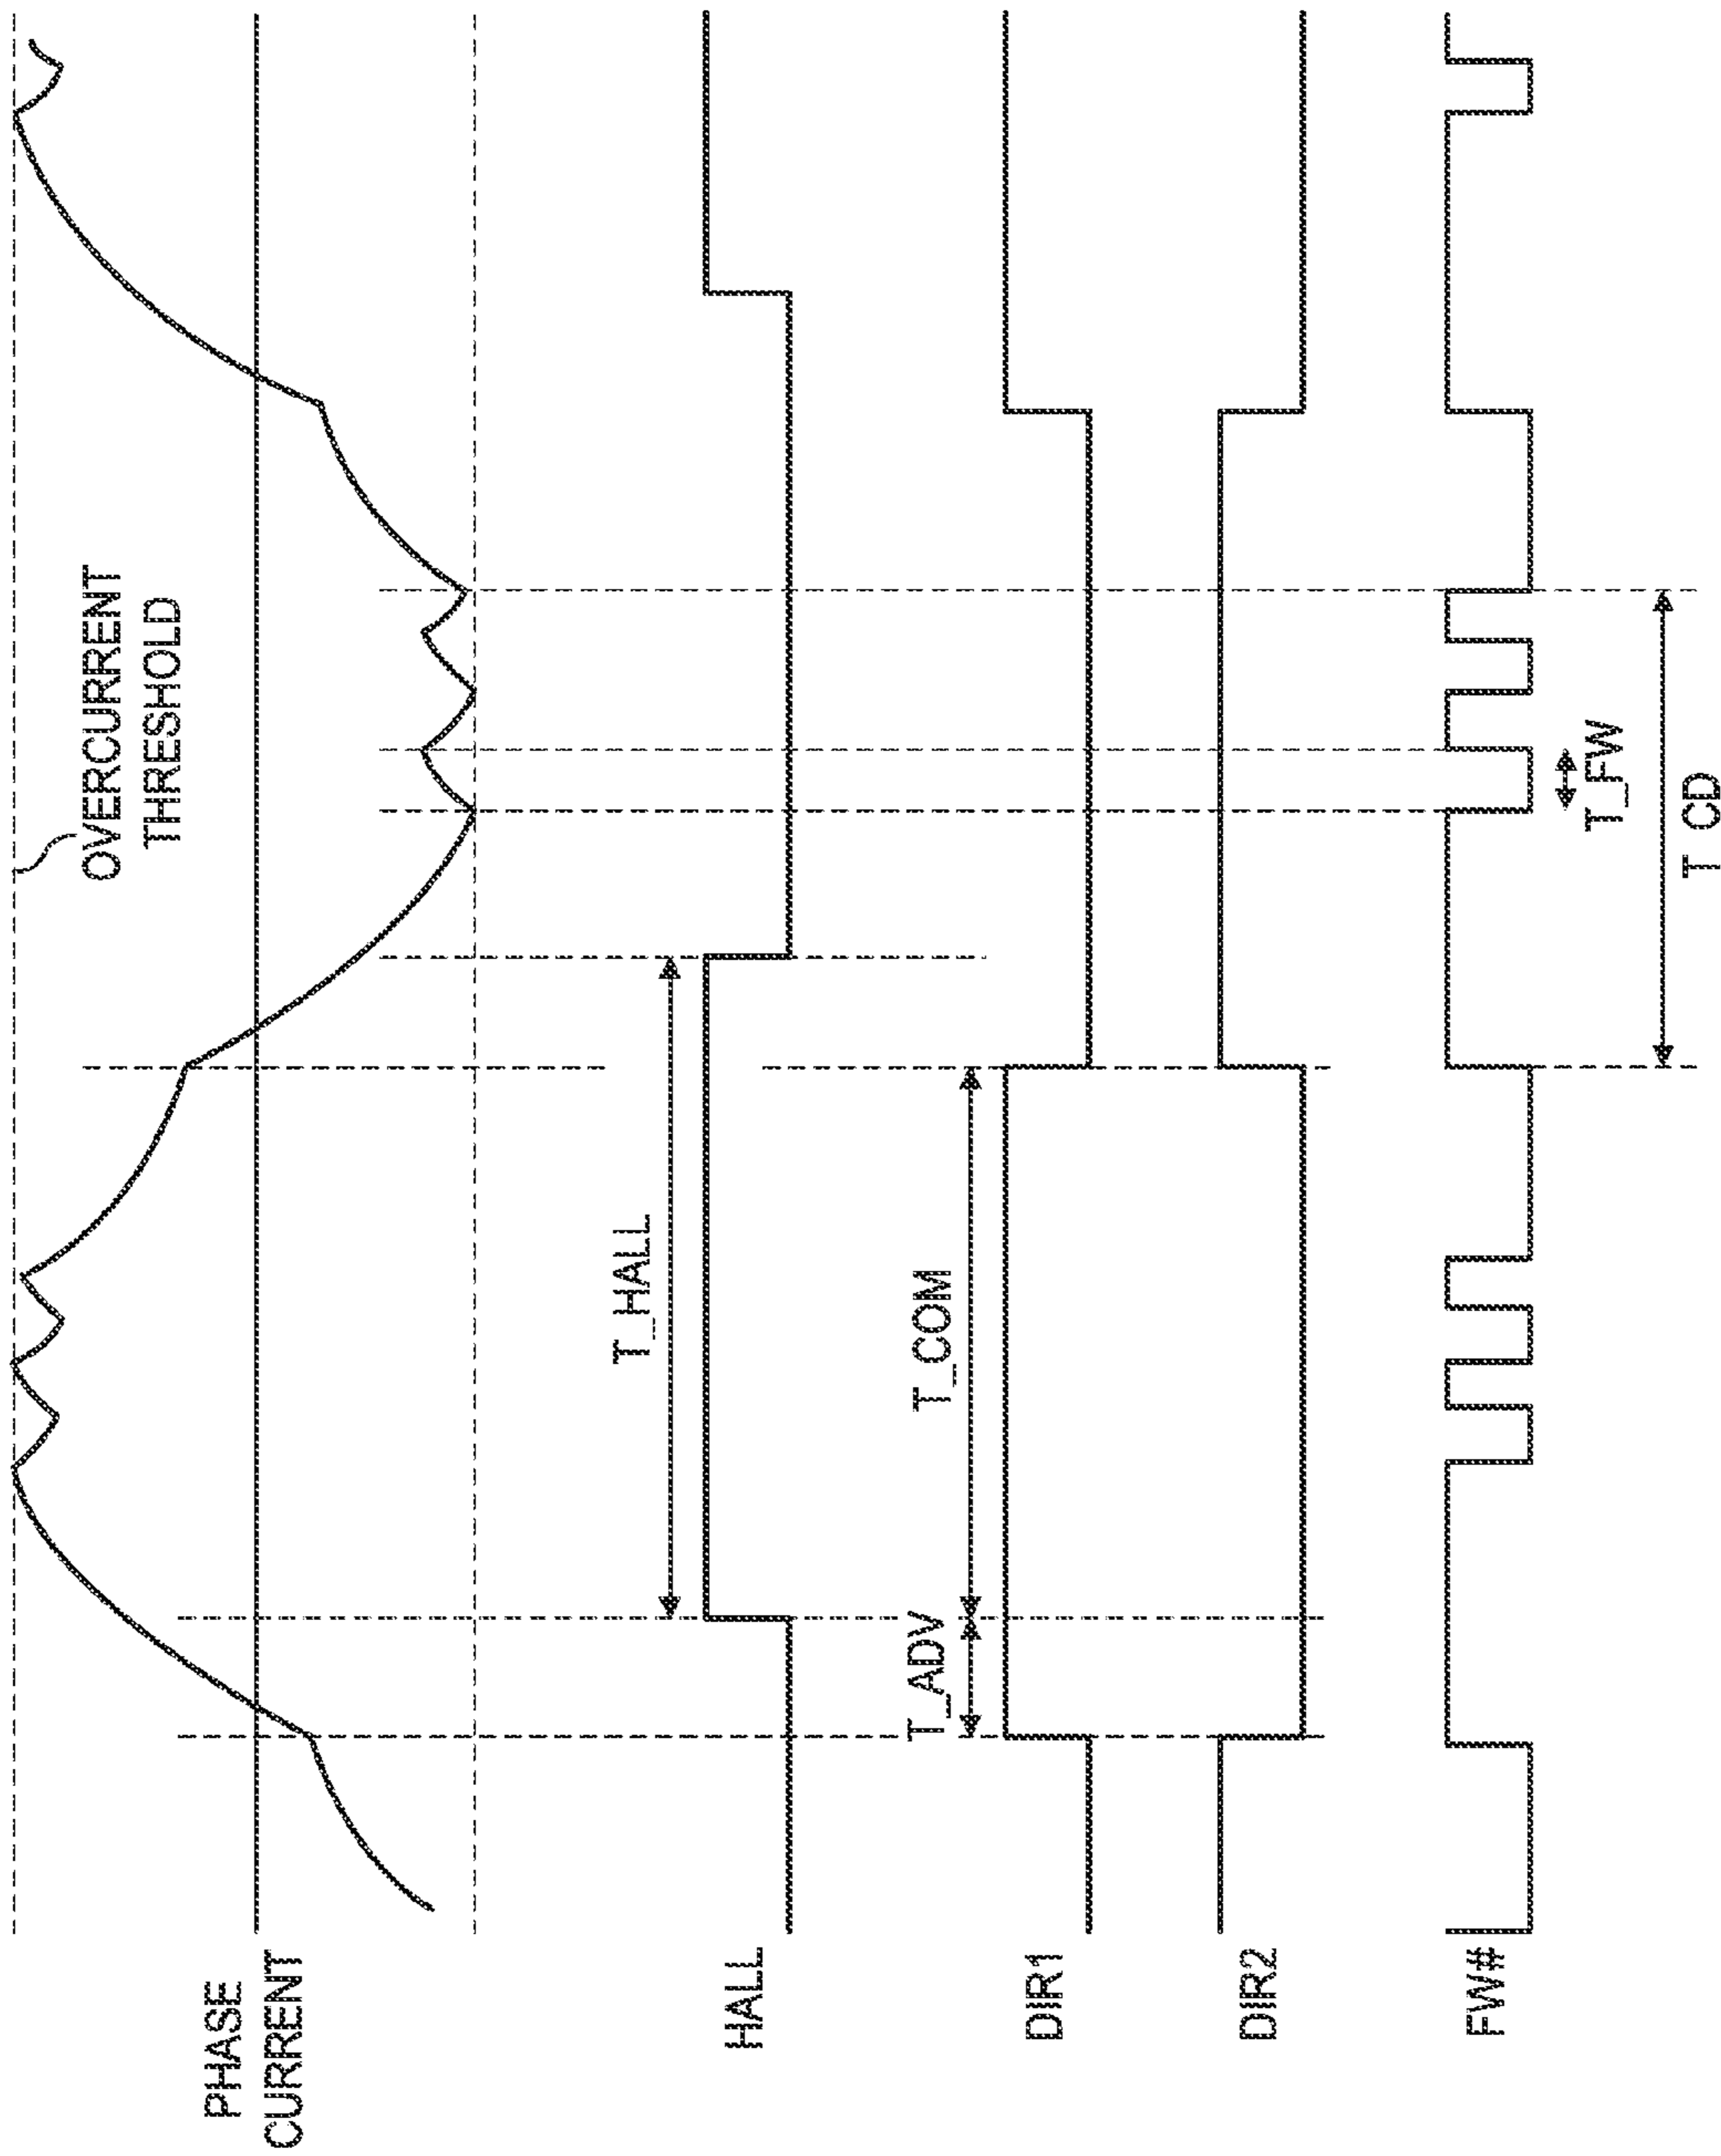 OVERCURRENT
THRESHOLD
PHASE
CURRENT
T_HALL
HALL
T_ADV
T_COM
DIR1
DIR2
FW#
T_FW
T_CD